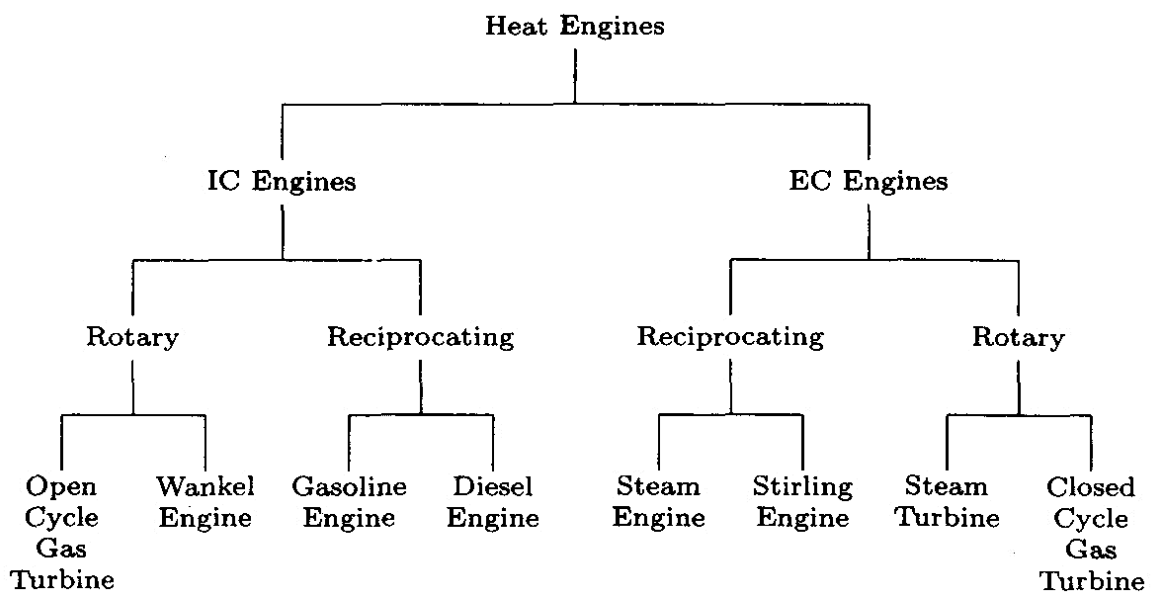 Heat Engines
IC Engines
EC Engines
Rotary
Reciprocating
Reciprocating
Rotary
Open
Cycle
Gas
Turbine
Wankel
Engine
Gasoline
Engine
Diesel
Engine
Steam
Engine
Stirling
Engine
Steam
Turbine
Closed
Cycle
Gas
Turbine